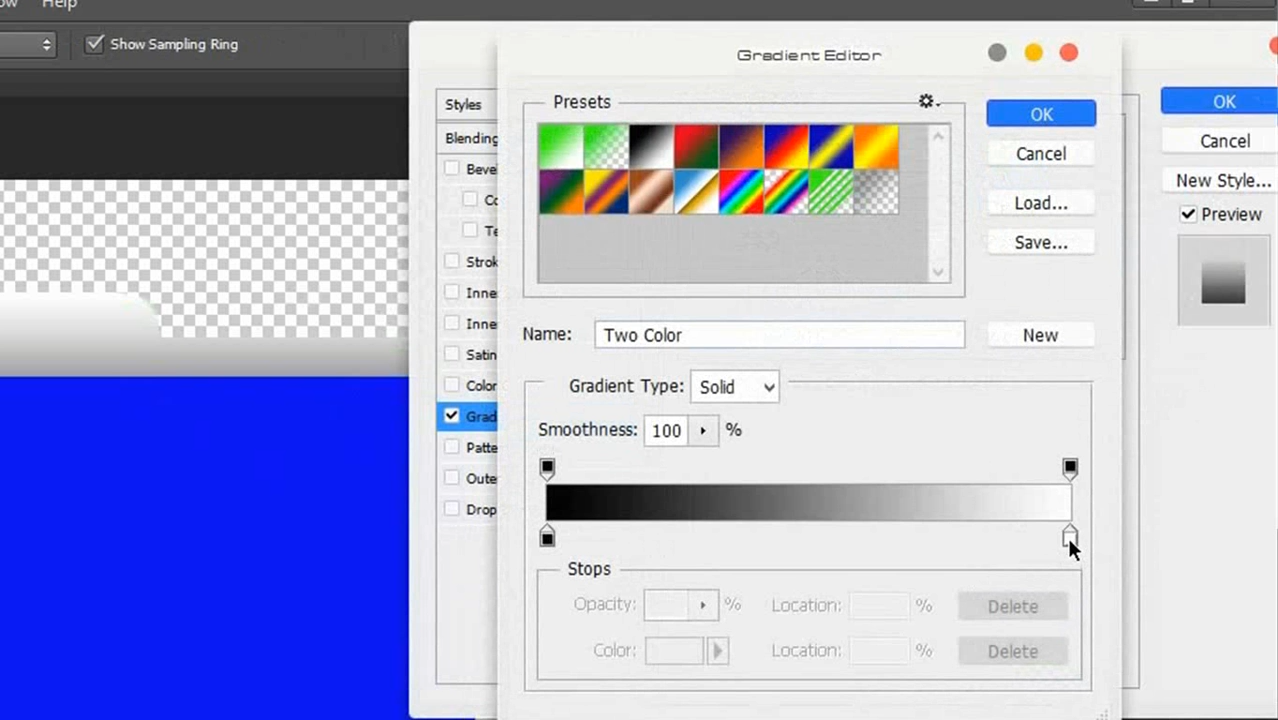 ow Help
Show Sampling Ring
Gradient Editor
Styles
Blending
Beve
Co
Te
Strok
Inne
Inne
Satin
Color
Grad
Patte
Oute
Drop
Presets
OK
Cancel
Load...
Save...
Name: Two Color
New
Gradient Type: Solid
Smoothness: 100 %
Stops
Opacity: % Location: % Delete
Color: Location: % Delete
OK
Cancel
New Style...
Preview